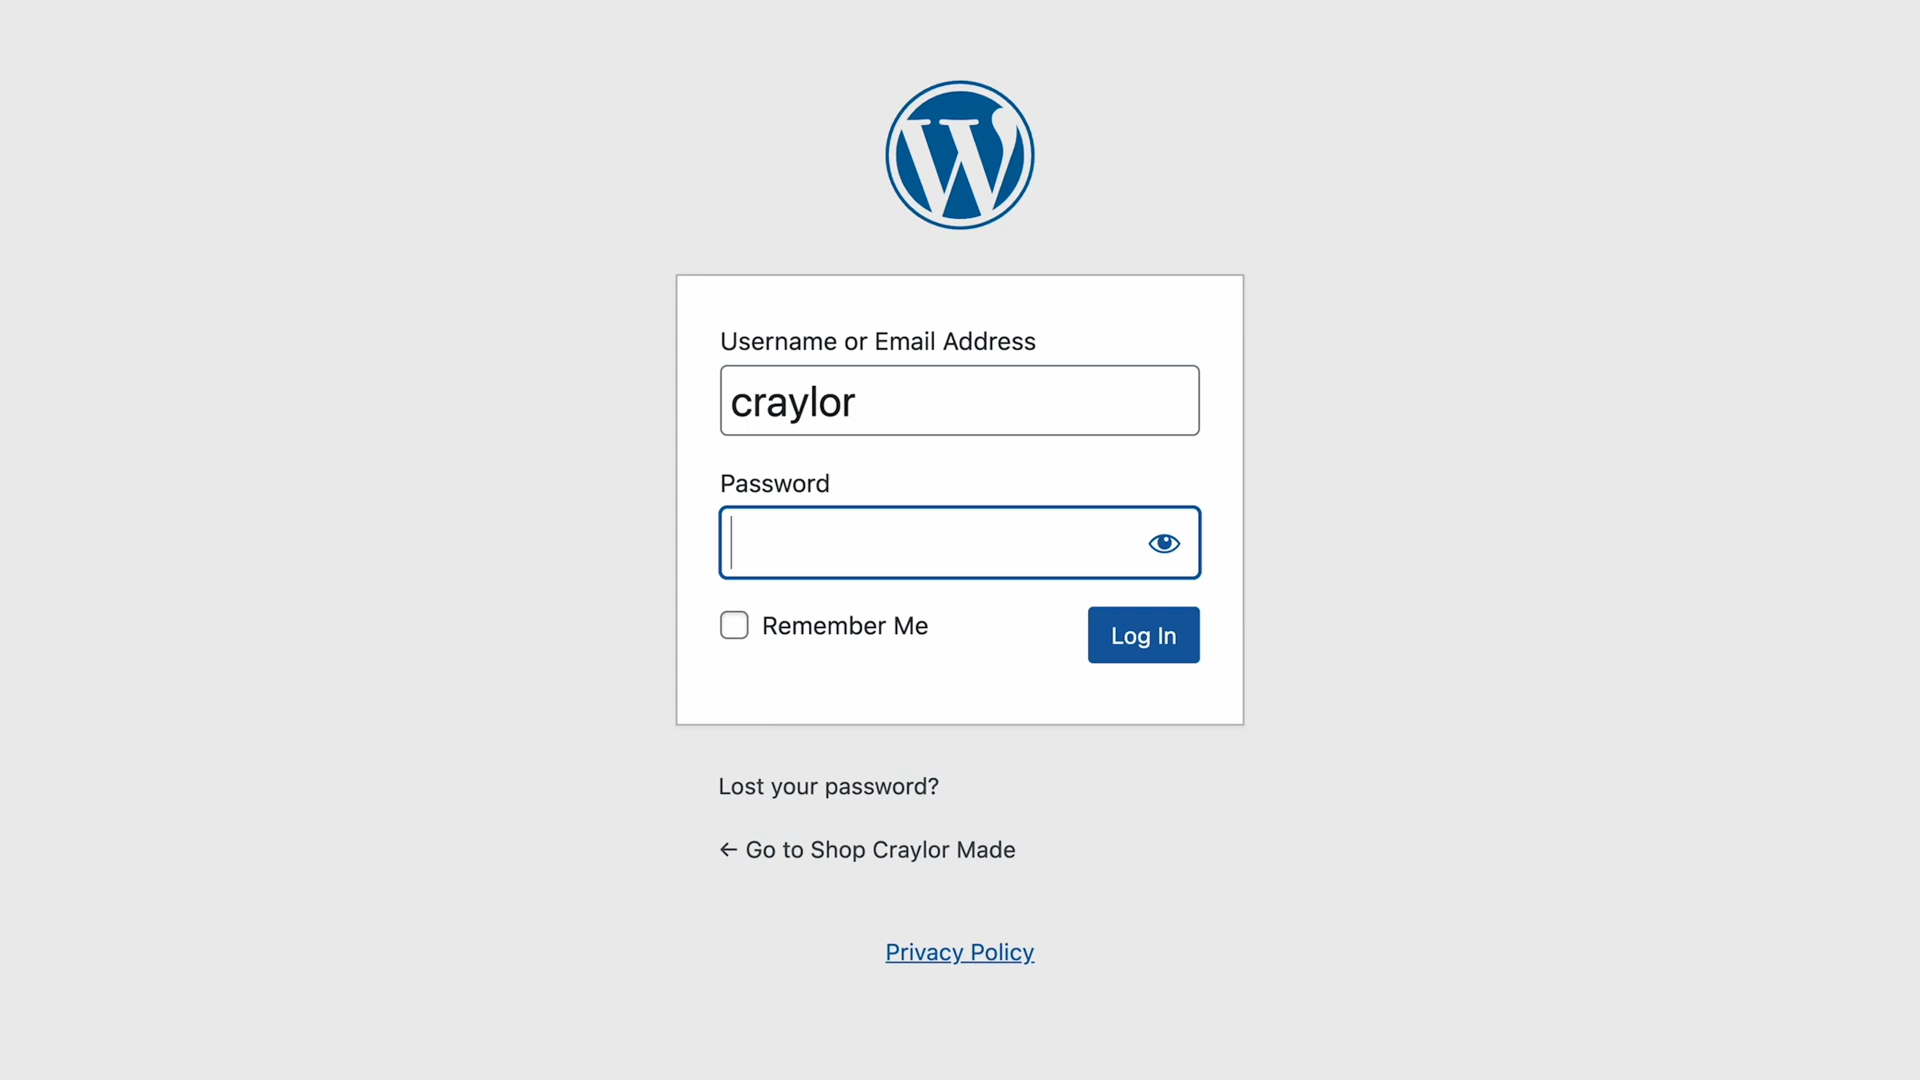 W
Username or Email Address
craylor
Password
Remember Me
Log In
Lost your password?
← Go to Shop Craylor Made
Privacy Policy